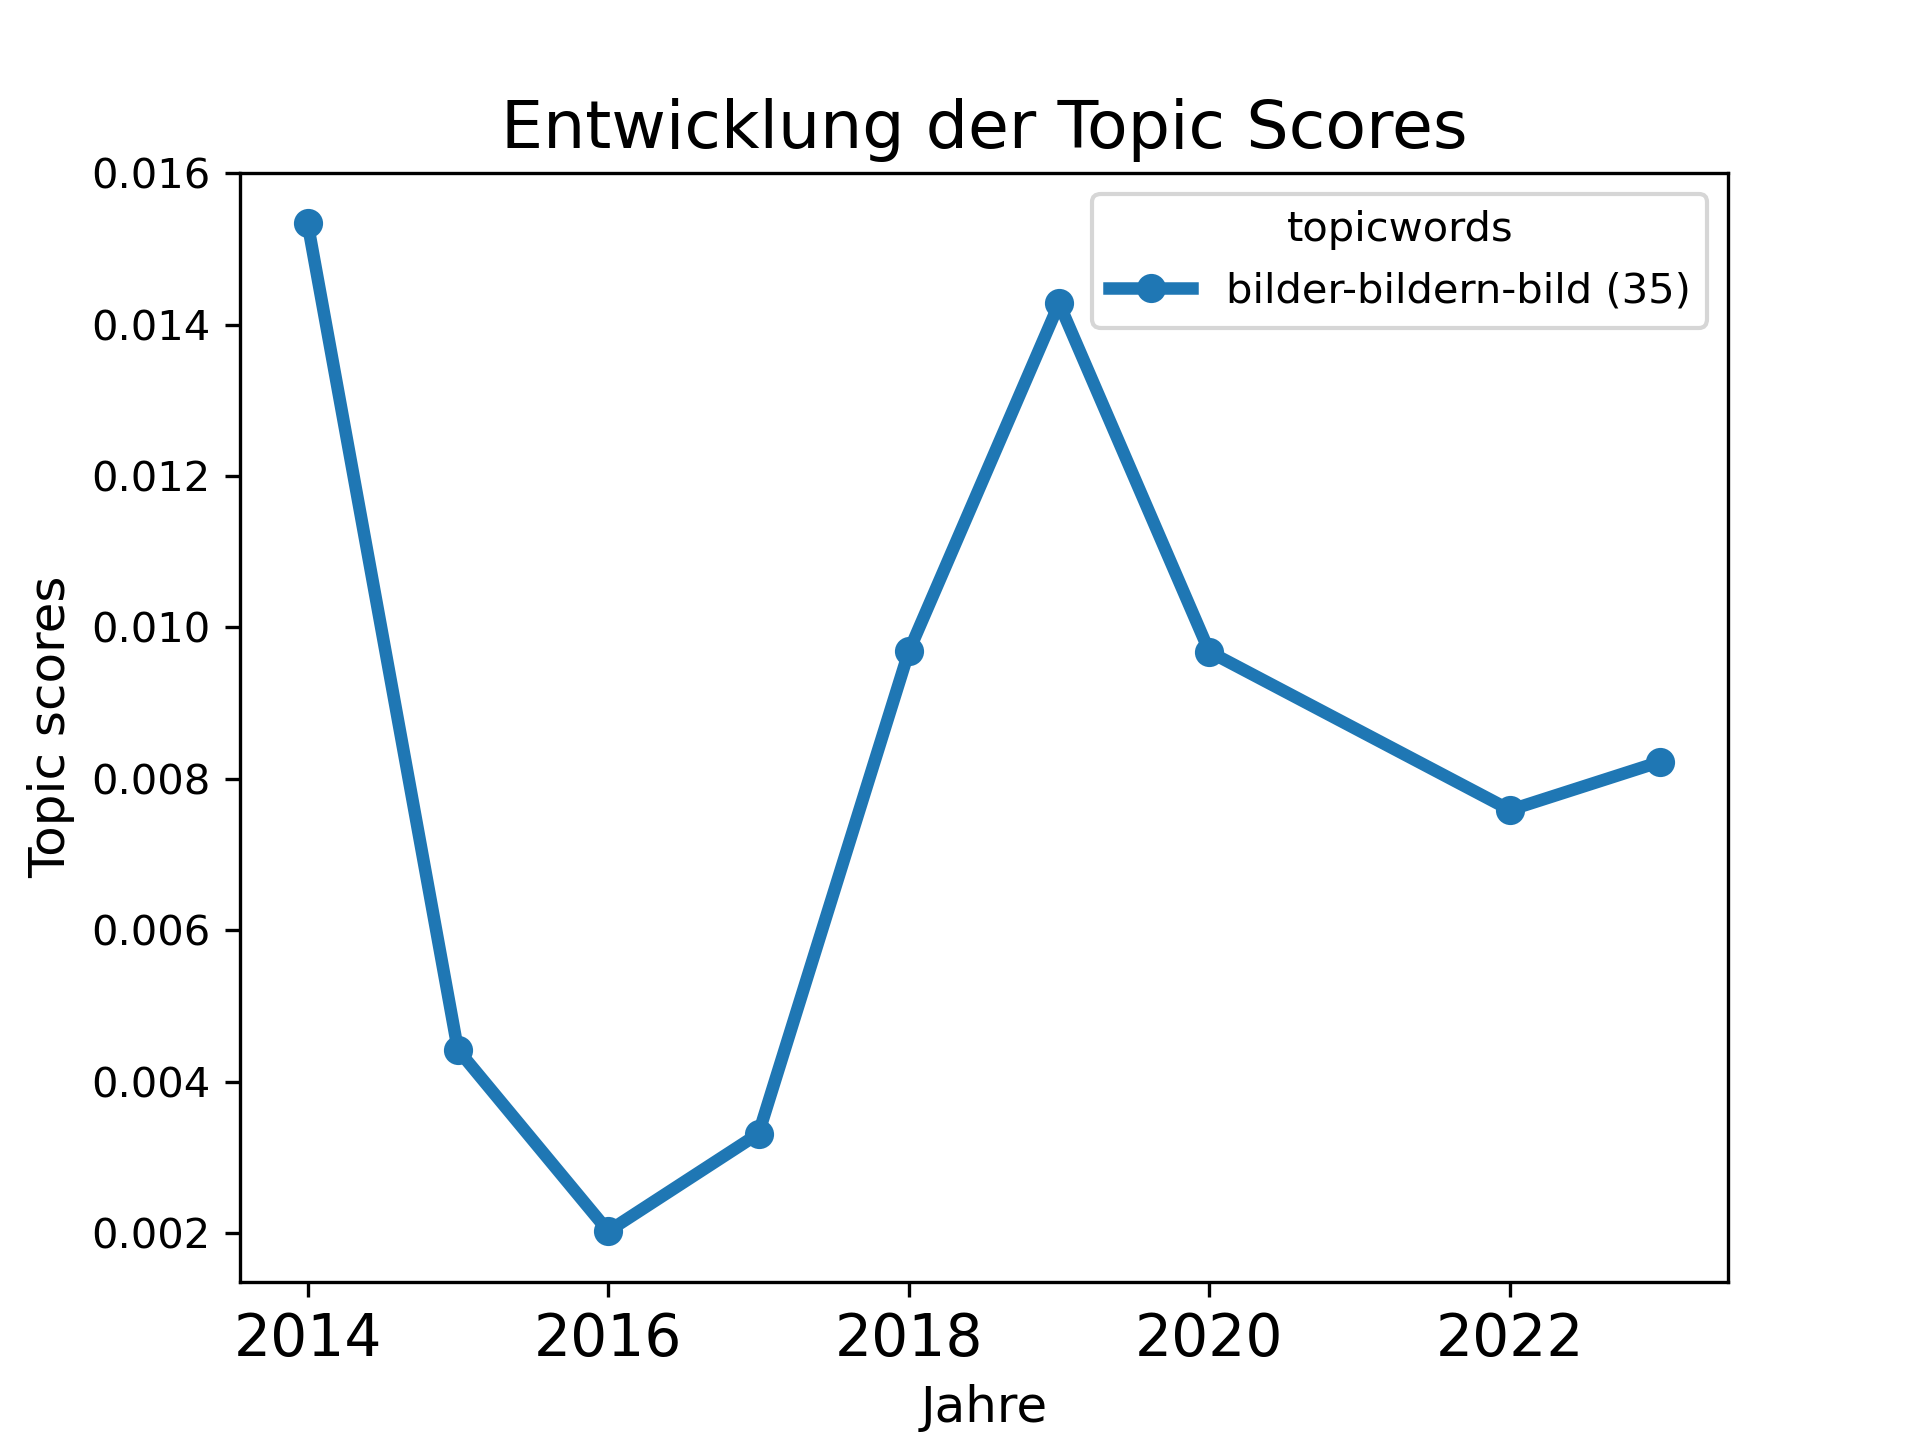 Entwicklung der Topic Scores
topicwords
bilder-bildern-bild (35)
Topic scores
0.016
0.014
0.012
0.010
0.008
0.006
0.004
0.002
2014 2016 2018 2020 2022
Jahre